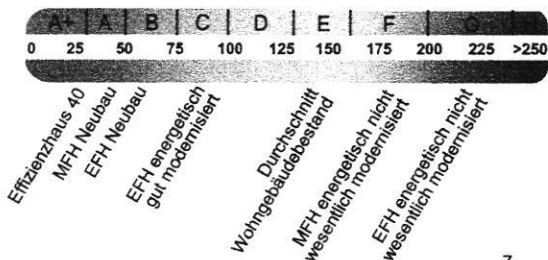 A+ A B C D E F G H
0 25 50 75 100 125 150 175 200 225 >250
Effizienzhaus 40
MFH Neubau
EFH Neubau
EFH energetisch
gut modernisiert
Durchschnitt
Wohngebäudebestand
MFH energetisch nicht
wesentlich modernisiert
EFH energetisch nicht
wesentlich modernisiert
7